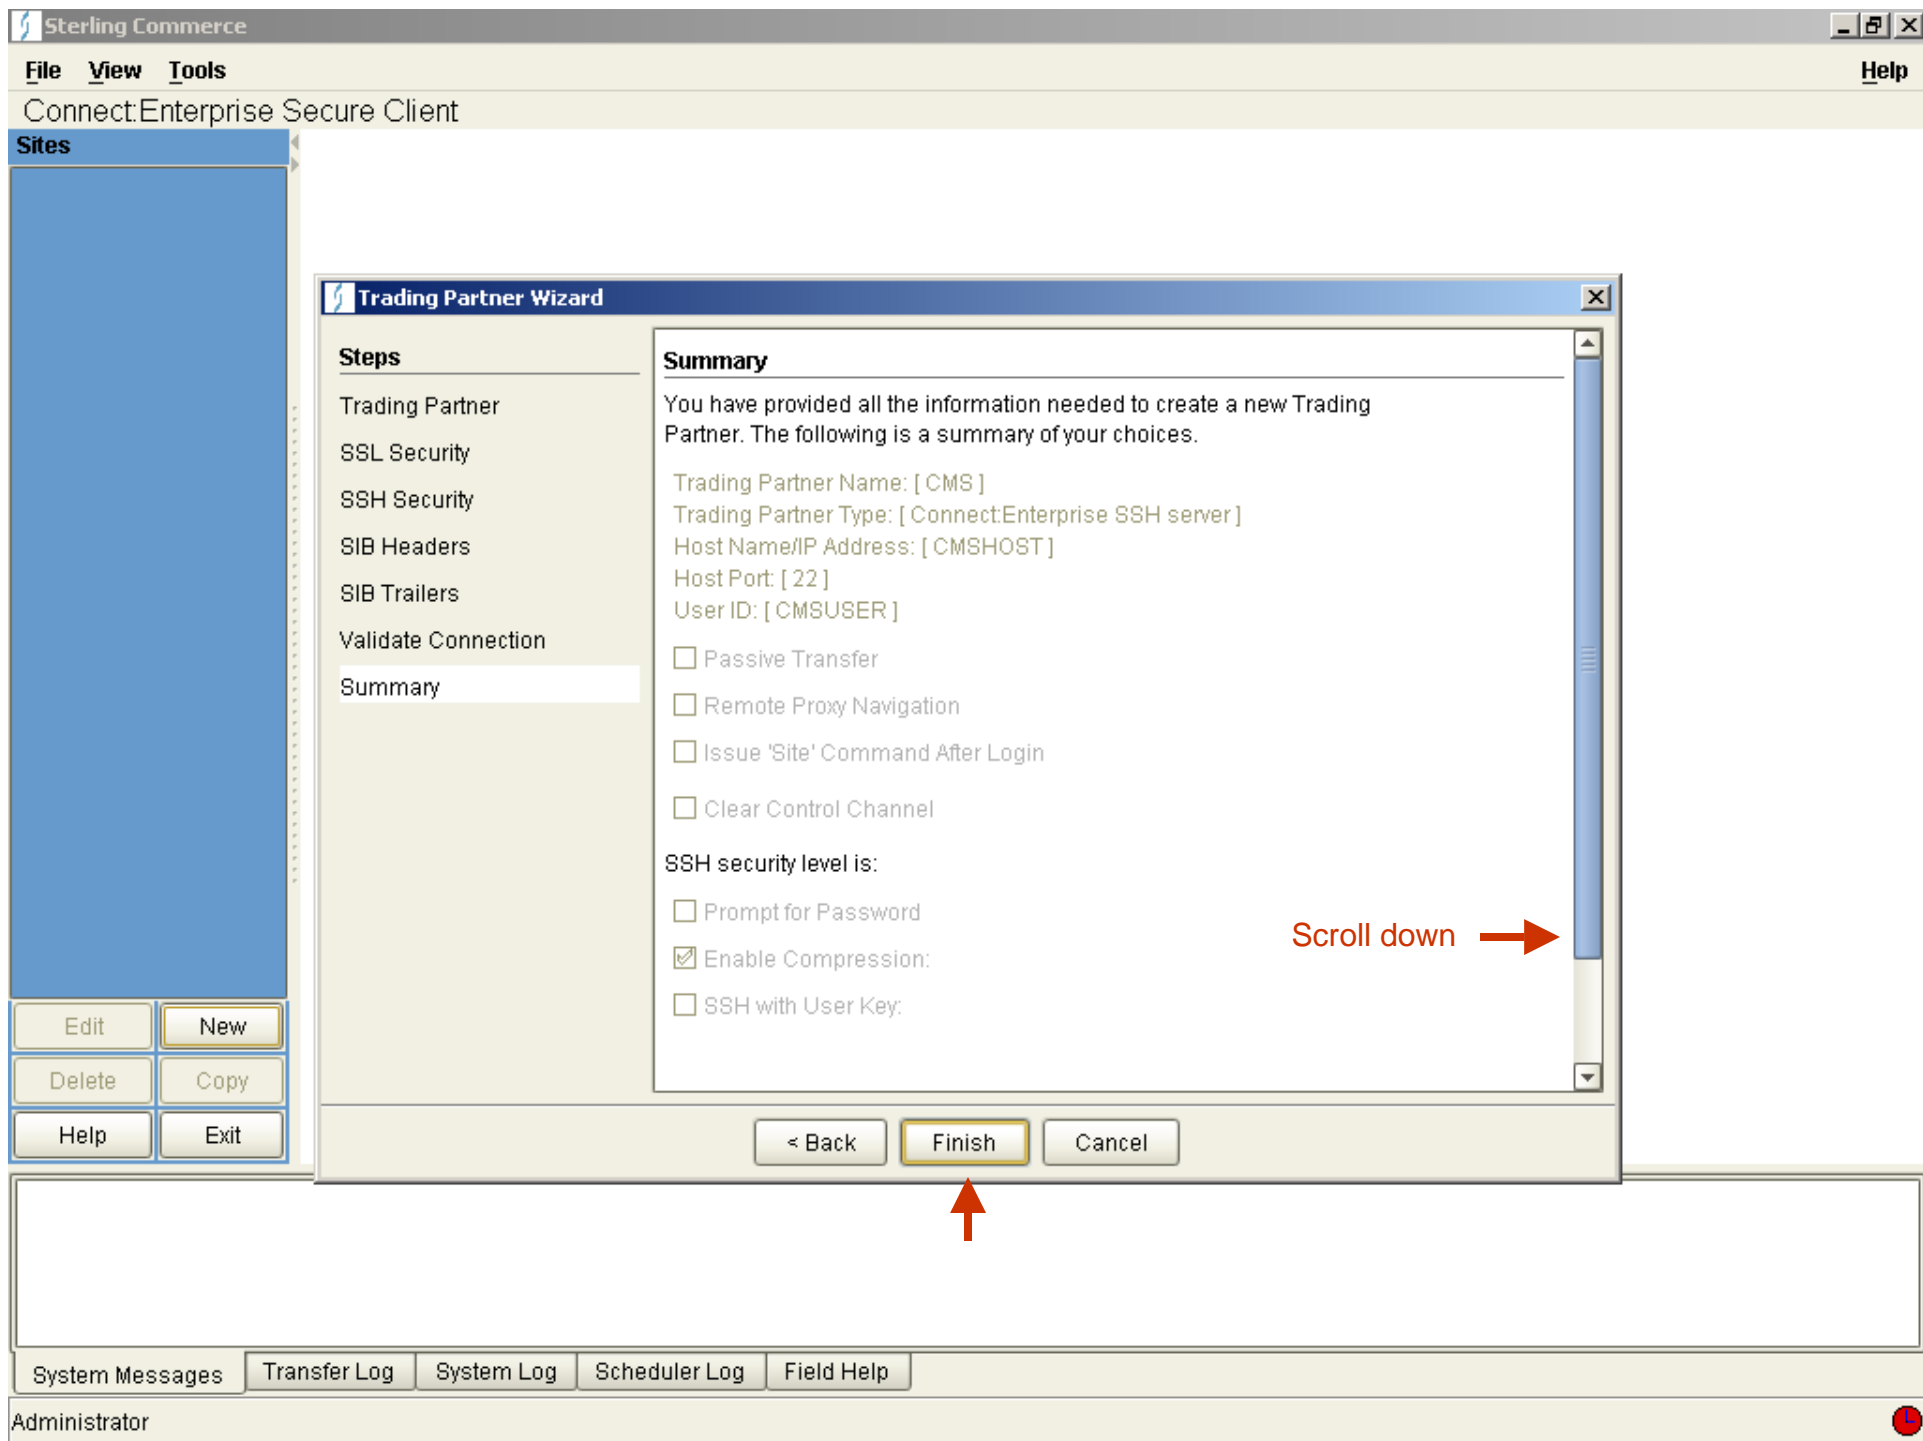 Sterling Commerce
File View Tools Help
Connect:Enterprise Secure Client
Sites
Trading Partner Wizard
Steps
Trading Partner
SSL Security
SSH Security
SIB Headers
SIB Trailers
Validate Connection
Summary
Summary
You have provided all the information needed to create a new Trading
Partner. The following is a summary of your choices.
Trading Partner Name: [ CMS ]
Trading Partner Type: [ Connect:Enterprise SSH server ]
Host Name/IP Address: [ CMSHOST ]
Host Port: [ 22 ]
User ID: [ CMSUSER ]
Passive Transfer
Remote Proxy Navigation
Issue 'Site' Command After Login
Clear Control Channel
SSH security level is:
Prompt for Password
Scroll down
Enable Compression:
SSH with User Key:
Edit New
Delete Copy
Help Exit
< Back Finish Cancel
System Messages Transfer Log System Log Scheduler Log Field Help
Administrator